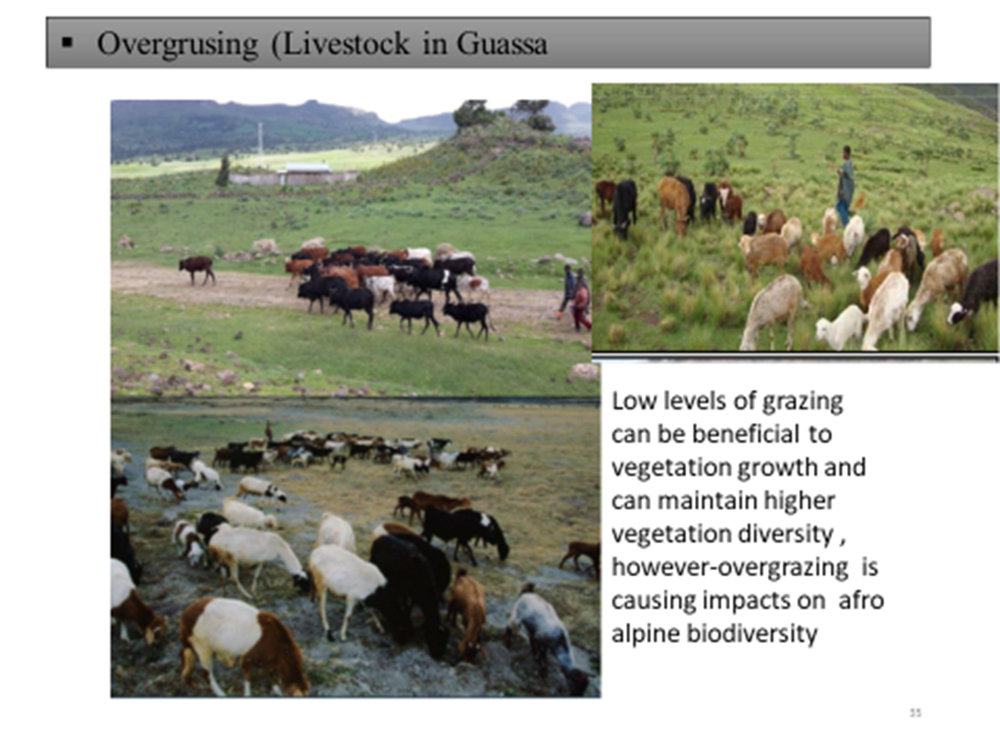 ▪ Overgrusing (Livestock in Guassa
Low levels of grazing
can be beneficial to
vegetation growth and
can maintain higher
vegetation diversity ,
however-overgrazing is
causing impacts on afro
alpine biodiversity